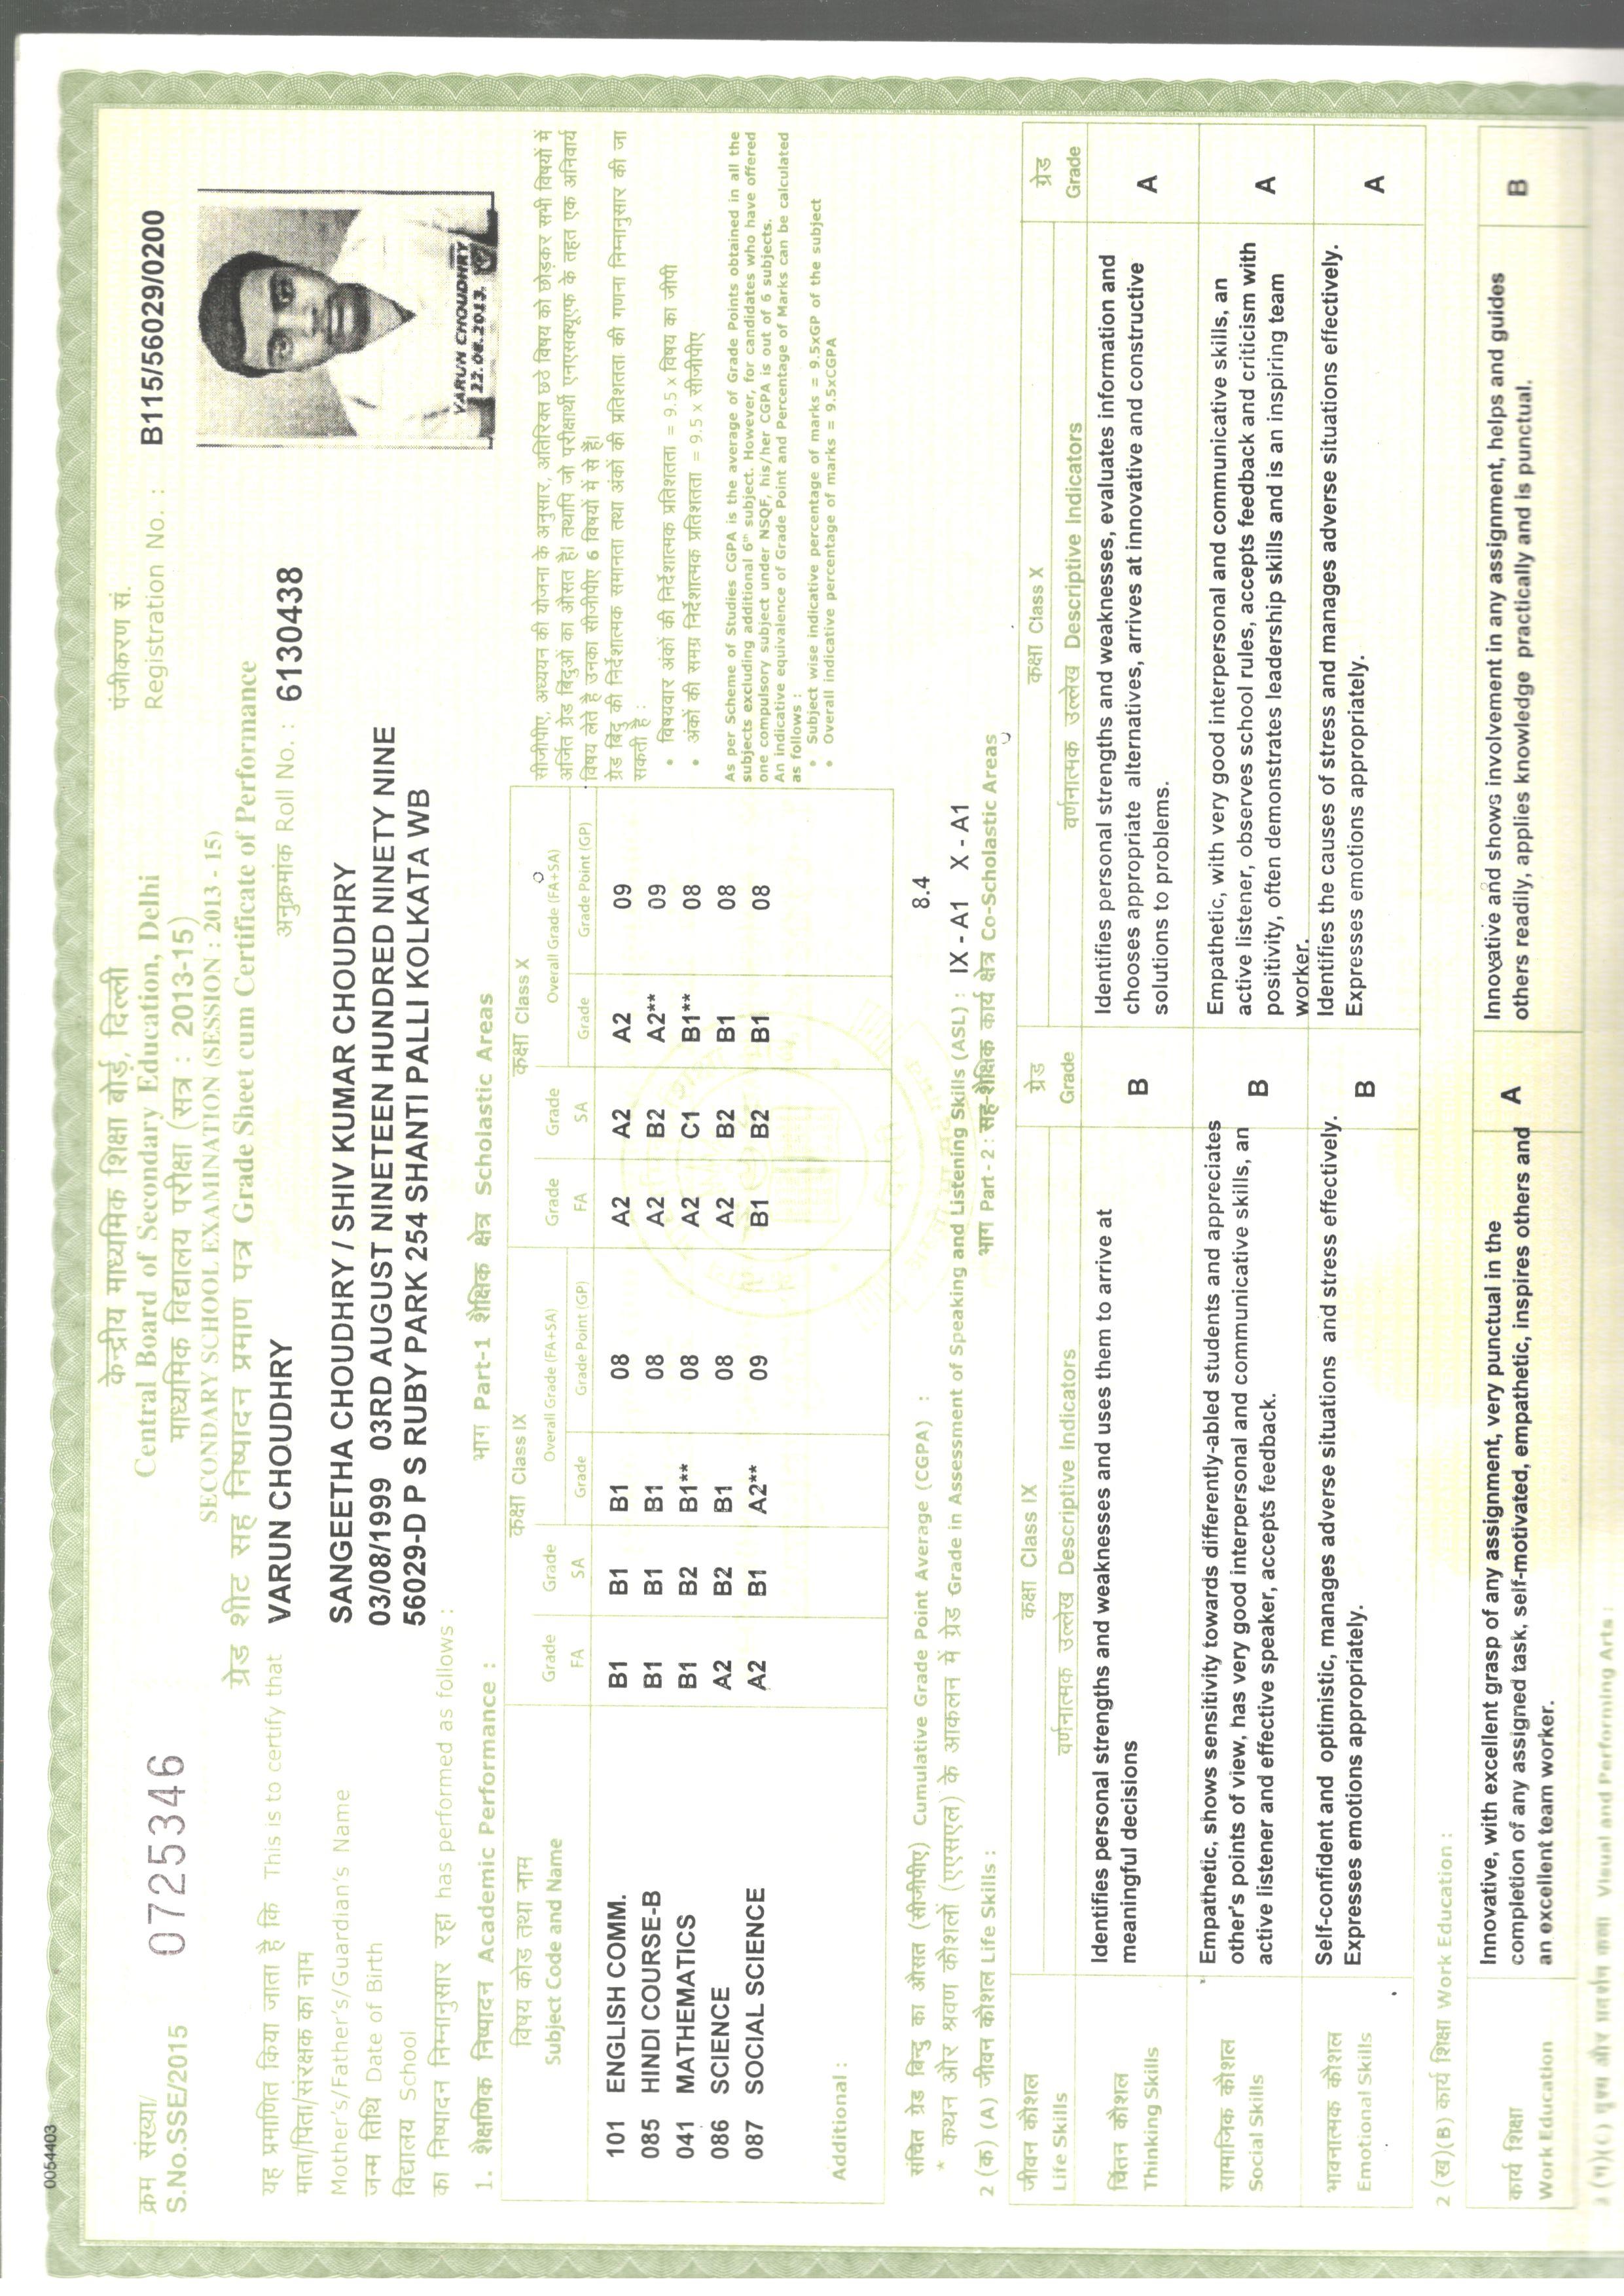 0054403
क्रम संख्या/
S.No.SSE/2015 0725346
केन्द्रीय माध्यमिक शिक्षा बोर्ड, दिल्ली
Central Board of Secondary Education, Delhi
माध्यमिक विद्यालय परीक्षा (सत्र : 2013-15)
SECONDARY SCHOOL EXAMINATION (SESSION : 2013 - 15)
ग्रेड शीट सह निष्पादन प्रमाण पत्र Grade Sheet cum Certificate of Performance
पंजीकरण सं.
Registration No. : B115/56029/0200
यह प्रमाणित किया जाता है कि This is to certify that VARUN CHOUDHRY
अनुक्रमांक Roll No. : 6130438
माता/पिता/संरक्षक का नाम
Mother's/Father's/Guardian's Name SANGEETHA CHOUDHRY / SHIV KUMAR CHOUDHRY
जन्म तिथि Date of Birth 03/08/1999 03RD AUGUST NINETEEN HUNDRED NINETY NINE
विद्यालय School 56029-D P S RUBY PARK 254 SHANTI PALLI KOLKATA WB
का निष्पादन निम्नानुसार रहा has performed as follows :
VARUN CHOUDHRY
22.08.2013.
1. शैक्षणिक निष्पादन Academic Performance : भाग Part-1 शैक्षिक क्षेत्र Scholastic Areas
विषय कोड तथा नाम कक्षा Class IX कक्षा Class X
Subject Code and Name Grade Grade Overall Grade (FA+SA) Grade Grade Overall Grade (FA+SA)
FA SA Grade Grade Point (GP) FA SA Grade Grade Point (GP)
101 ENGLISH COMM. B1 B1 B1 08 A2 A2 A2 09
085 HINDI COURSE-B B1 B1 B1 08 A2 B2 A2** 09
041 MATHEMATICS B1 B2 B1** 08 A2 C1 B1** 08
086 SCIENCE A2 B2 B1 08 A2 B2 B1 08
087 SOCIAL SCIENCE A2 B1 A2** 09 B1 B2 B1 08
Additional :
सीजीपीए, अध्ययन की योजना के अनुसार, अतिरिक्त छठे विषय को छोड़कर सभी विषयों में
अर्जित ग्रेड बिंदुओं का औसत है। तथापि जो परीक्षार्थी एनएसक्यूएफ के तहत एक अनिवार्य
विषय लेते है उनका सीजीपीए 6 विषयों में से हैं।
ग्रेड बिंदु की निर्देशात्मक समानता तथा अंकों की प्रतिशतता की गणना निम्नानुसार की जा
सकती है :
• विषयवार अंकों की निर्देशात्मक प्रतिशतता = 9.5 x विषय का जीपी
• अंकों की समग्र निर्देशात्मक प्रतिशतता = 9.5 x सीजीपीए
As per Scheme of Studies CGPA is the average of Grade Points obtained in all the
subjects excluding additional 6th subject. However, for candidates who have offered
one compulsory subject under NSQF, his/her CGPA is out of 6 subjects.
An indicative equivalence of Grade Point and Percentage of Marks can be calculated
as follows :
• Subject wise indicative percentage of marks = 9.5xGP of the subject
• Overall indicative percentage of marks = 9.5xCGPA
संचित ग्रेड बिन्दु का औसत (सीजीपीए) Cumulative Grade Point Average (CGPA) : 8.4
* कथन और श्रवण कौशलों (एएसएल) के आकलन में ग्रेड Grade in Assessment of Speaking and Listening Skills (ASL) : IX - A1 X - A1
2 (क) (A) जीवन कौशल Life Skills : भाग Part - 2 : सह-शैक्षिक कार्य क्षेत्र Co-Scholastic Areas
जीवन कौशल कक्षा Class IX ग्रेड कक्षा Class X ग्रेड
Life Skills वर्णनात्मक उल्लेख Descriptive Indicators Grade वर्णनात्मक उल्लेख Descriptive Indicators Grade
चिंतन कौशल
Thinking Skills
Identifies personal strengths and weaknesses and uses them to arrive at
meaningful decisions
B
Identifies personal strengths and weaknesses, evaluates information and
chooses appropriate alternatives, arrives at innovative and constructive
solutions to problems.
A
सामाजिक कौशल
Social Skills
Empathetic, shows sensitivity towards differently-abled students and appreciates
other's points of view, has very good interpersonal and communicative skills, an
active listener and effective speaker, accepts feedback.
B
Empathetic, with very good interpersonal and communicative skills, an
active listener, observes school rules, accepts feedback and criticism with
positivity, often demonstrates leadership skills and is an inspiring team
worker.
A
भावनात्मक कौशल
Emotional Skills
Self-confident and optimistic, manages adverse situations and stress effectively.
Expresses emotions appropriately.
B
Identifies the causes of stress and manages adverse situations effectively.
Expresses emotions appropriately.
A
2 (ख)(B) कार्य शिक्षा Work Education :
कार्य शिक्षा
Work Education
Innovative, with excellent grasp of any assignment, very punctual in the
completion of any assigned task, self-motivated, empathetic, inspires others and
an excellent team worker.
A
Innovative and shows involvement in any assignment, helps and guides
others readily, applies knowledge practically and is punctual.
B
Visual and Performing Arts :